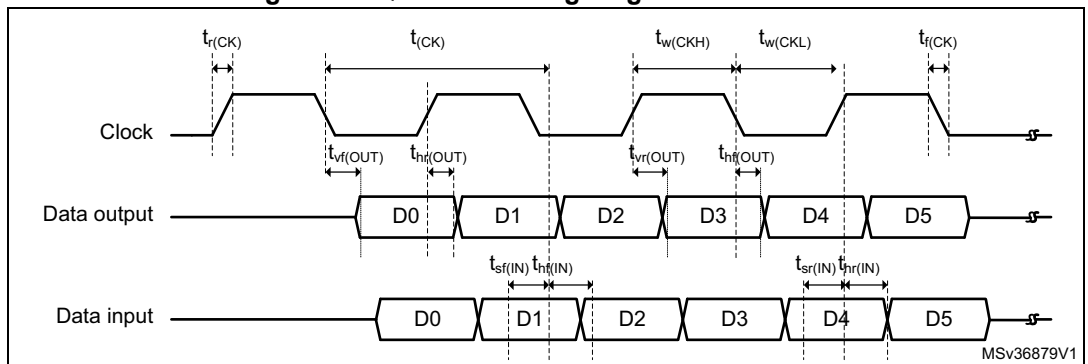 tr(CK) t(CK) tw(CKH) tw(CKL) tf(CK)
Clock
tvf(OUT) thr(OUT) tvr(OUT) thf(OUT)
Data output D0 D1 D2 D3 D4 D5
tsf(IN) thf(IN) tsr(IN) thr(IN)
Data input D0 D1 D2 D3 D4 D5
MSv36879V1